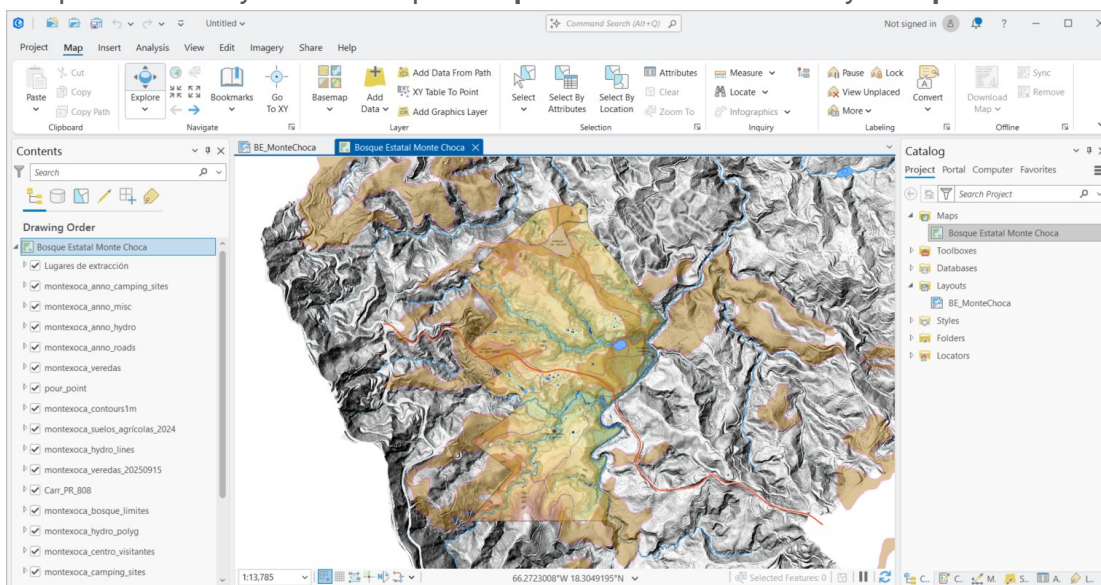 Untitled
Command Search (Alt+Q)
Not signed in
?
Project Map Insert Analysis View Edit Imagery Share Help
Paste
Cut
Copy
Copy Path
Clipboard
Explore
Bookmarks
Go To XY
Navigate
Basemap
Add Data
Add Data From Path
XY Table To Point
Add Graphics Layer
Layer
Select
Select By Attributes
Select By Location
Attributes
Clear
Zoom To
Selection
Measure
Locate
Infographics
Inquiry
Pause
Lock
View Unplaced
More
Convert
Labeling
Download Map
Sync
Remove
Offline
Contents
Search
Drawing Order
Bosque Estatal Monte Choca
Lugares de extracción
montexoca_anno_camping_sites
montexoca_anno_misc
montexoca_anno_hydro
montexoca_anno_roads
montexoca_veredas
pour_point
montexoca_contours1m
montexoca_suelos_agrícolas_2024
montexoca_hydro_lines
montexoca_veredas_20250915
Carr_PR_808
montexoca_bosque_limites
montexoca_hydro_polyg
montexoca_centro_visitantes
montexoca_camping_sites
BE_MonteChoca
Bosque Estatal Monte Choca
1:13,785
66.2723008°W 18.3049195°N
Selected Features: 0
Catalog
Project Portal Computer Favorites
Search Project
Maps
Bosque Estatal Monte Choca
Toolboxes
Databases
Layouts
BE_MonteChoca
Styles
Folders
Locators
C... C... M... S... A... L...